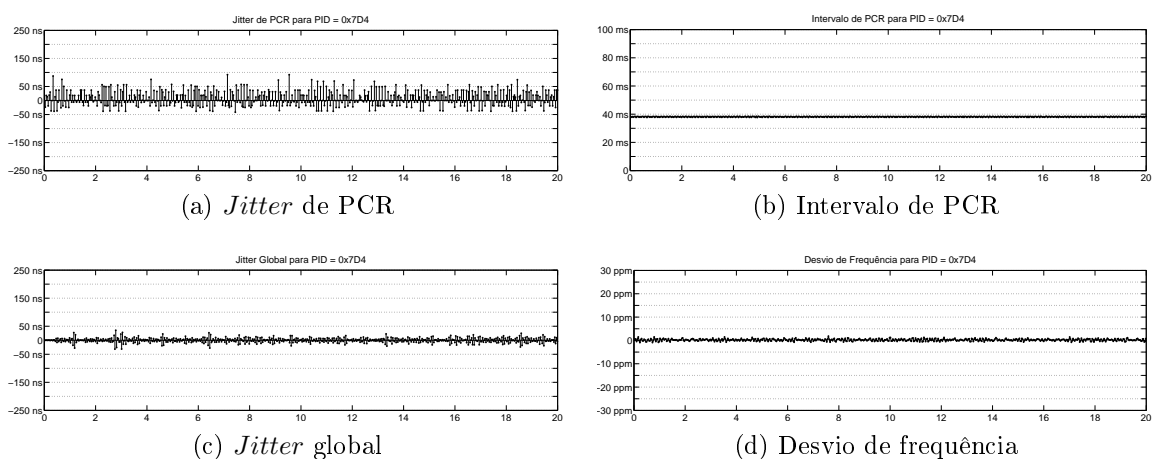 Jitter de PCR para PID = 0x7D4
250 ns
150 ns
50 ns
0
−50 ns
−150 ns
−250 ns
0 2 4 6 8 10 12 14 16 18 20
(a) Jitter de PCR
Intervalo de PCR para PID = 0x7D4
100 ms
80 ms
60 ms
40 ms
20 ms
0
0 2 4 6 8 10 12 14 16 18 20
(b) Intervalo de PCR
Jitter Global para PID = 0x7D4
250 ns
150 ns
50 ns
0
−50 ns
−150 ns
−250 ns
0 2 4 6 8 10 12 14 16 18 20
(c) Jitter global
Desvio de Frequência para PID = 0x7D4
30 ppm
20 ppm
10 ppm
0
-10 ppm
-20 ppm
-30 ppm
0 2 4 6 8 10 12 14 16 18 20
(d) Desvio de frequência